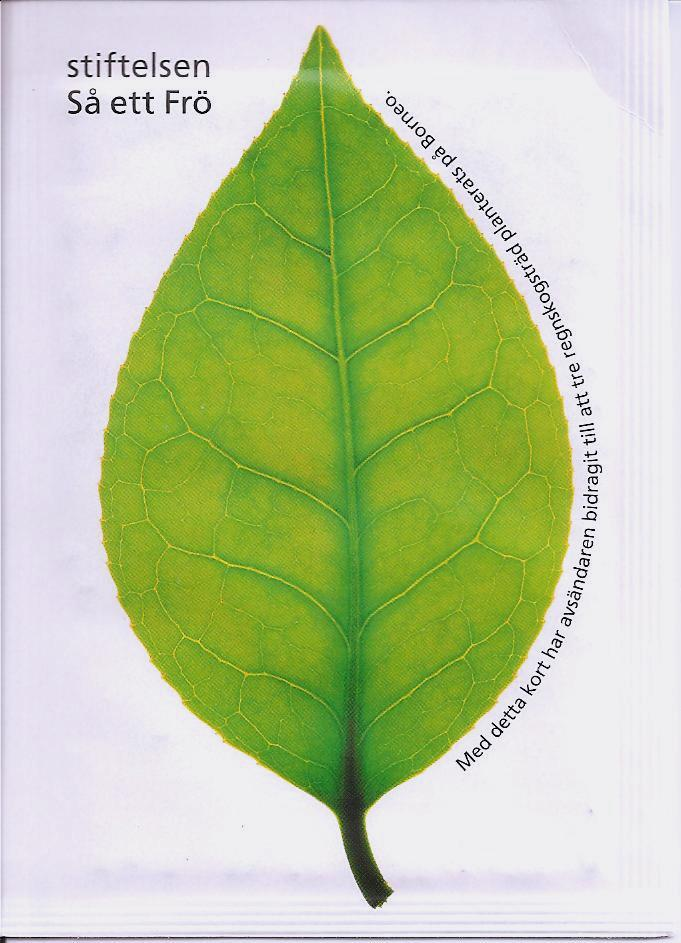 stiftelsen
Så ett Frö
Med detta kort har avsändaren bidragit till att tre regnskogsträd planterats på Borneo.